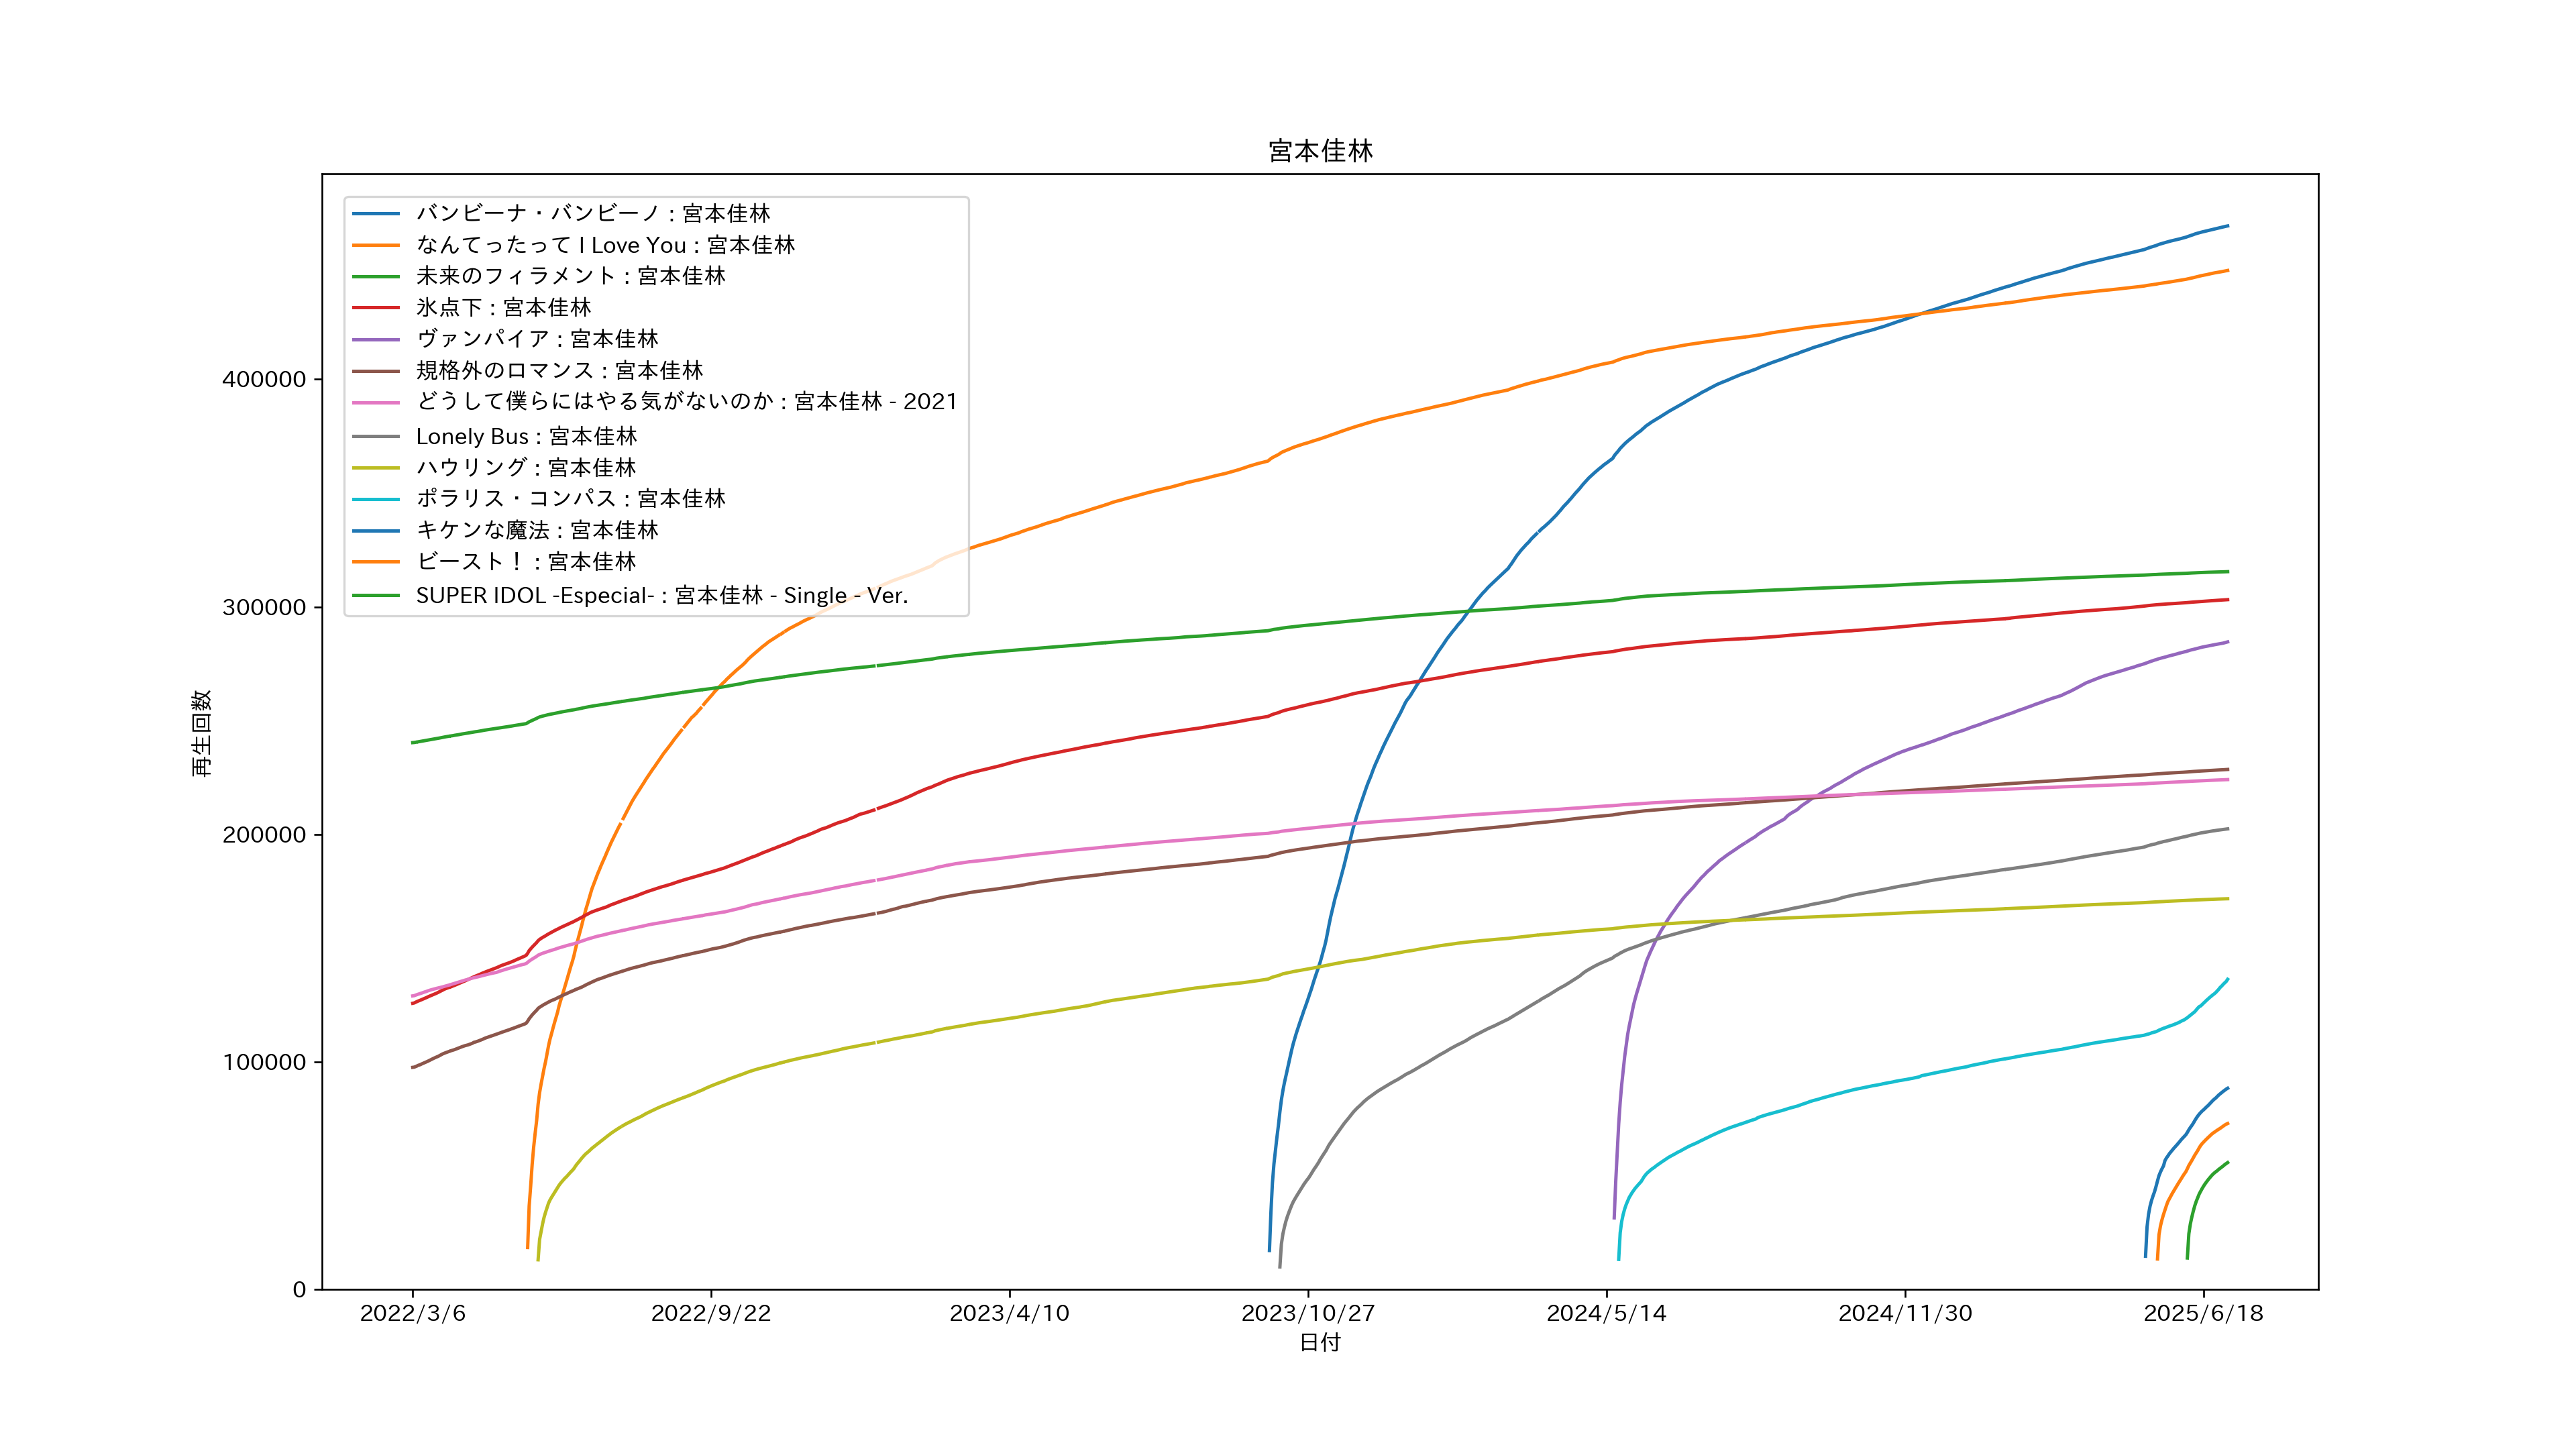 宮本佳林
バンビーナ・バンビーノ : 宮本佳林
なんてったって I Love You : 宮本佳林
未来のフィラメント : 宮本佳林
氷点下 : 宮本佳林
ヴァンパイア : 宮本佳林
規格外のロマンス : 宮本佳林
どうして僕らにはやる気がないのか : 宮本佳林 - 2021
Lonely Bus : 宮本佳林
ハウリング : 宮本佳林
ポラリス・コンパス : 宮本佳林
キケンな魔法 : 宮本佳林
ビースト！ : 宮本佳林
SUPER IDOL -Especial- : 宮本佳林 - Single - Ver.
400000
300000
200000
100000
0
再生回数
2022/3/6 2022/9/22 2023/4/10 2023/10/27 2024/5/14 2024/11/30 2025/6/18
日付